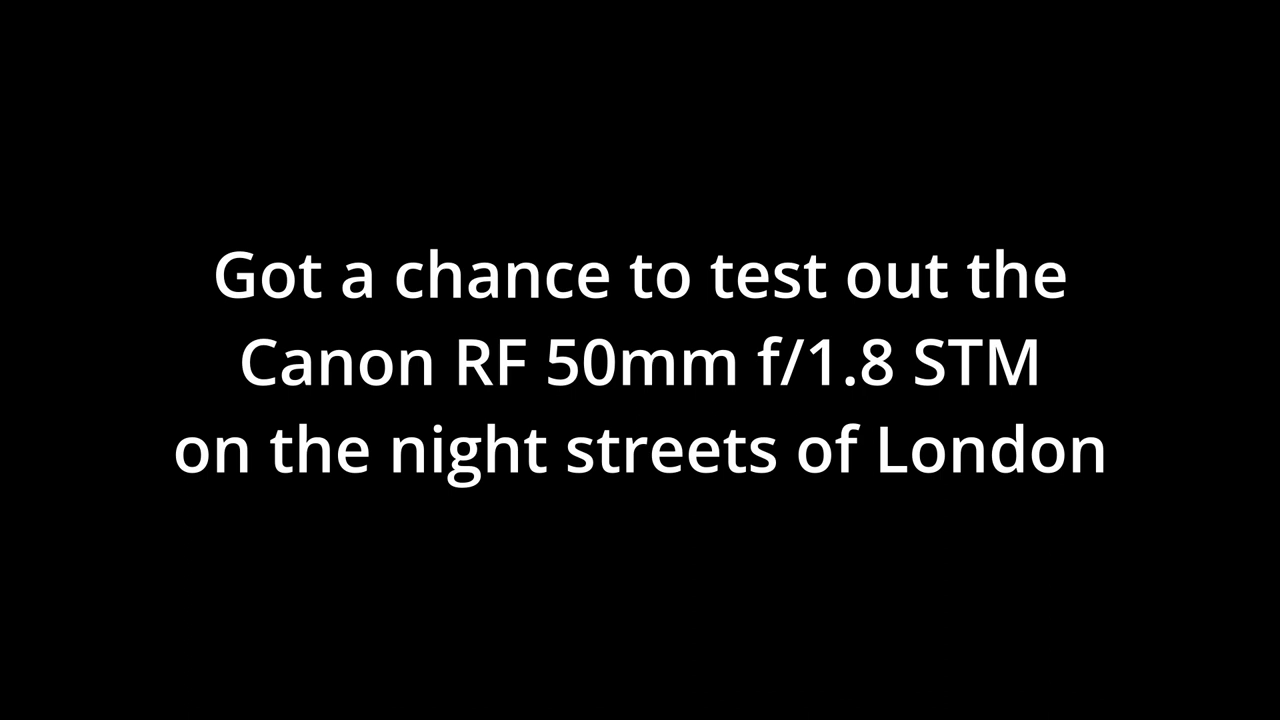 Got a chance to test out the
Canon RF 50mm f/1.8 STM
on the night streets of London